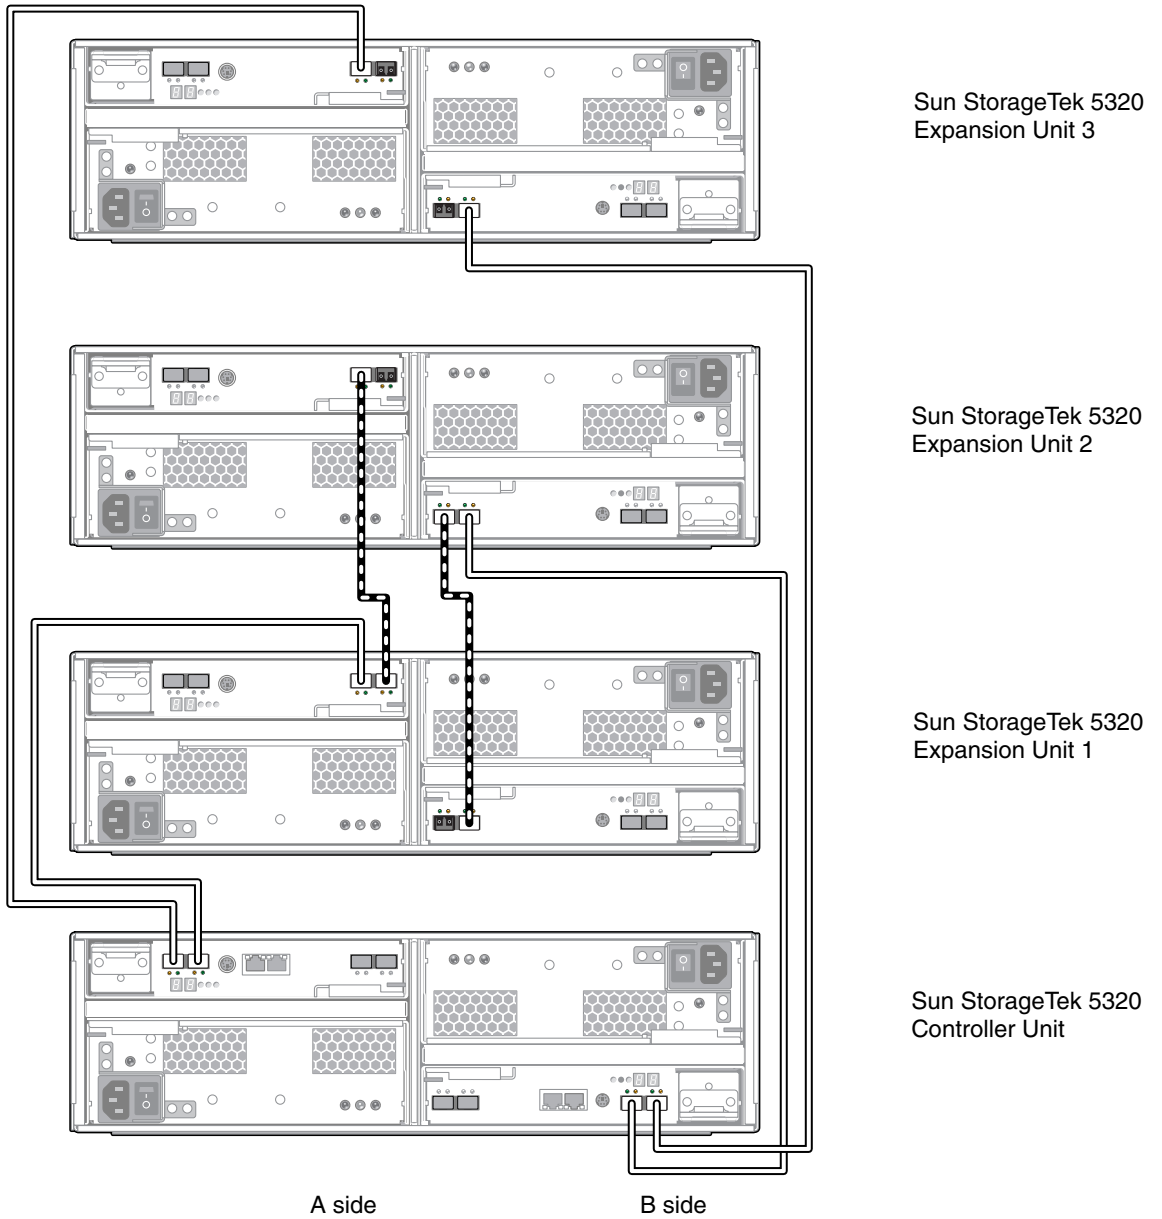 Sun StorageTek 5320
Expansion Unit 3
Sun StorageTek 5320
Expansion Unit 2
Sun StorageTek 5320
Expansion Unit 1
Sun StorageTek 5320
Controller Unit
A side
B side